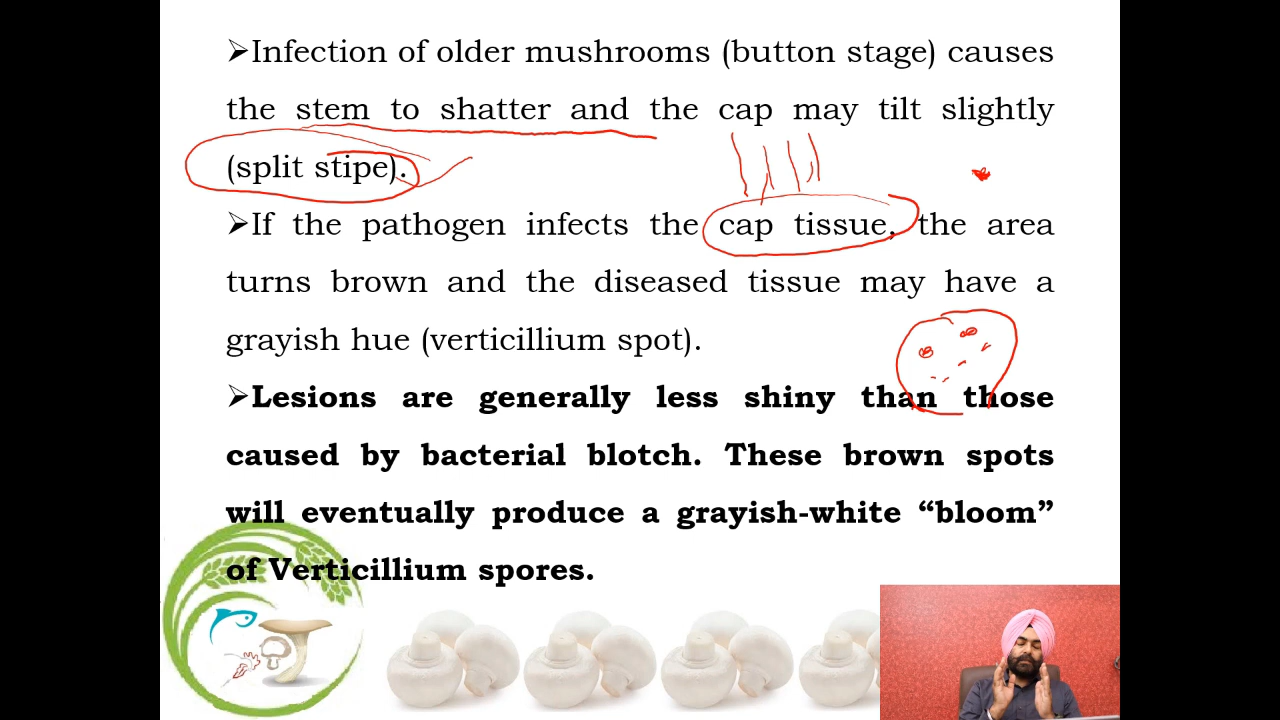 ➢Infection of older mushrooms (button stage) causes
the stem to shatter and the cap may tilt slightly
(split stipe).
➢If the pathogen infects the cap tissue, the area
turns brown and the diseased tissue may have a
grayish hue (verticillium spot).
➢Lesions are generally less shiny than those
caused by bacterial blotch. These brown spots
will eventually produce a grayish-white “bloom”
of Verticillium spores.